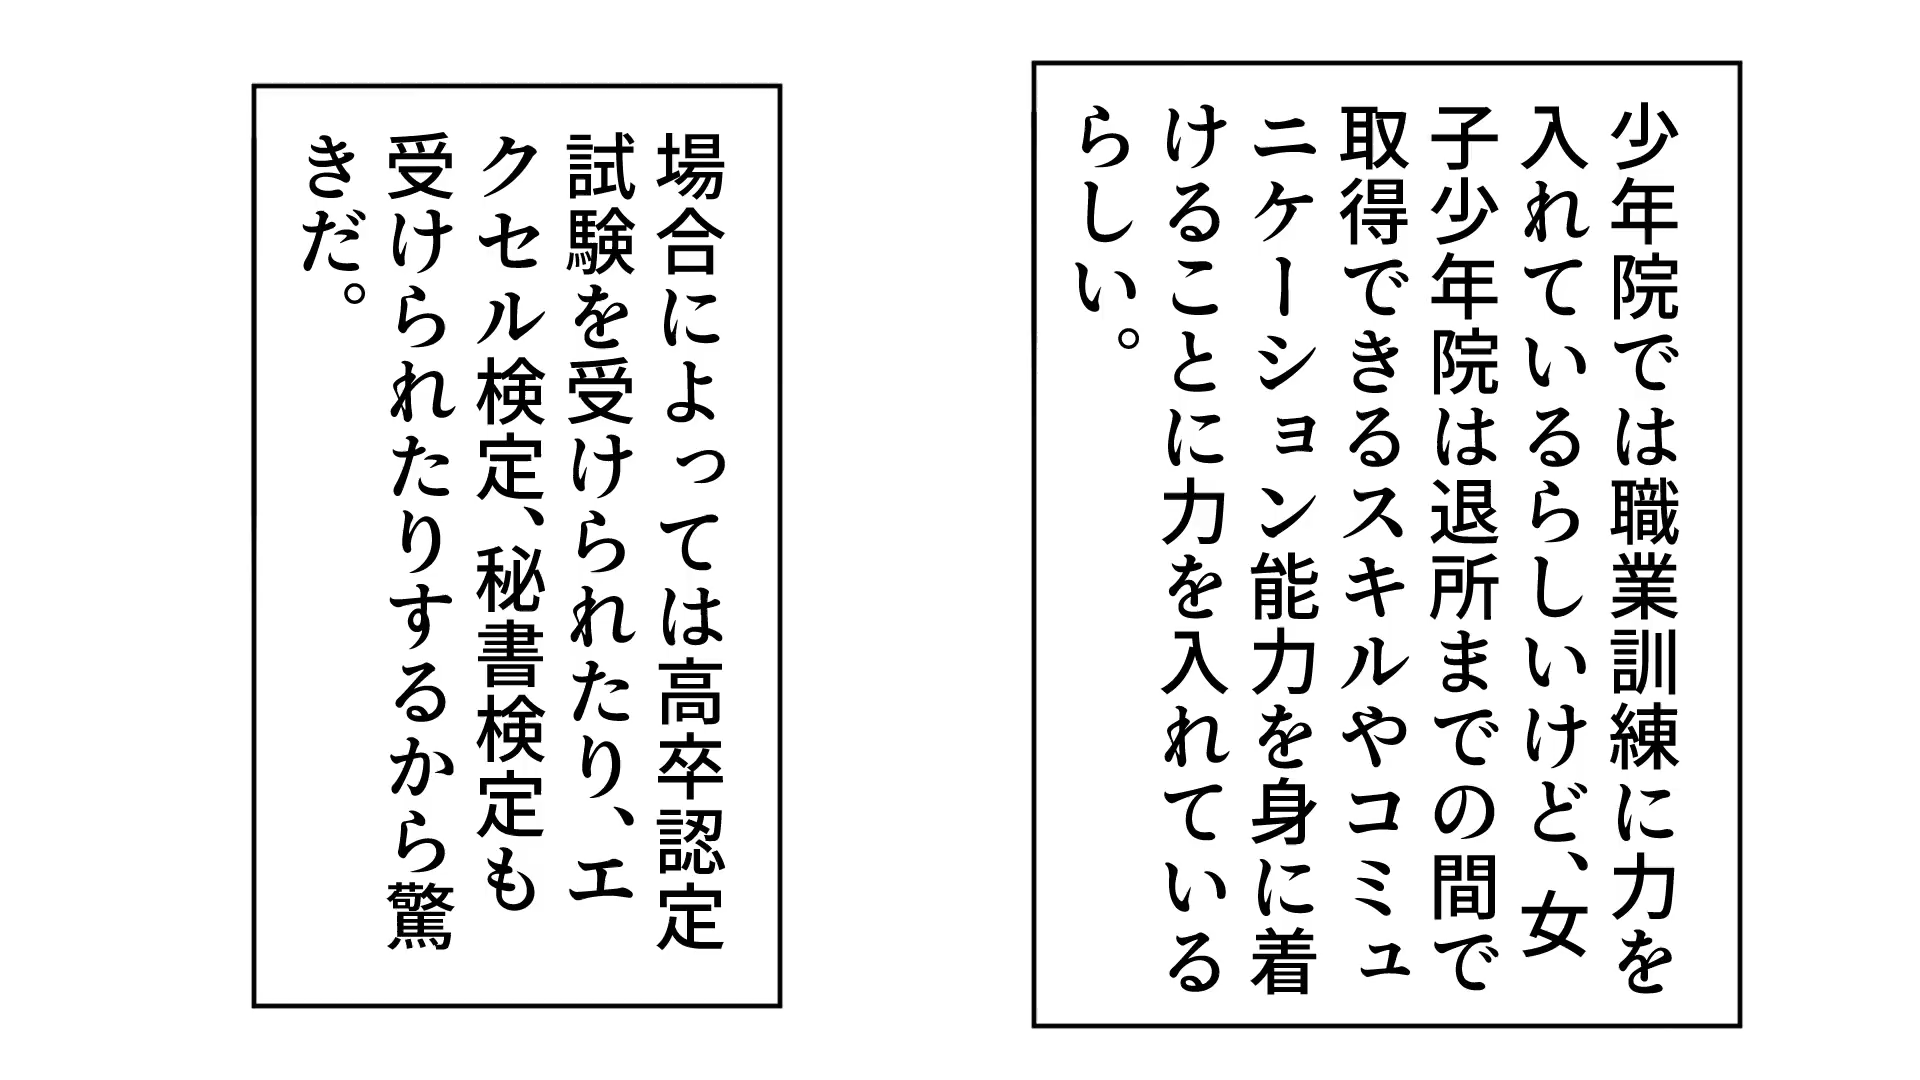 少年院では職業訓練に力を
入れているらしいけど、女
子少年院は退所までの間で
取得できるスキルやコミュ
ニケーション能力を身に着
けることに力を入れている
らしい。
場合によっては高卒認定
試験を受けられたり、エ
クセル検定、秘書検定も
受けられたりするから驚
きだ。